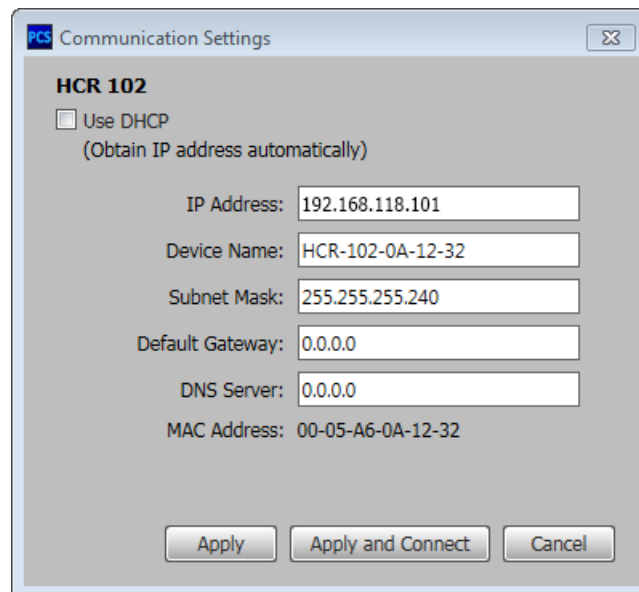 PCS Communication Settings
HCR 102
Use DHCP
(Obtain IP address automatically)
IP Address: 192.168.118.101
Device Name: HCR-102-0A-12-32
Subnet Mask: 255.255.255.240
Default Gateway: 0.0.0.0
DNS Server: 0.0.0.0
MAC Address: 00-05-A6-0A-12-32
Apply Apply and Connect Cancel